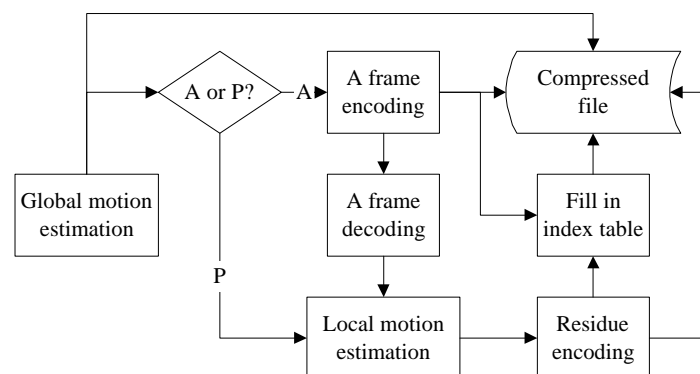 A or P?
A
A frame
encoding
Compressed
file
Global motion
estimation
A frame
decoding
Fill in
index table
P
Local motion
estimation
Residue
encoding